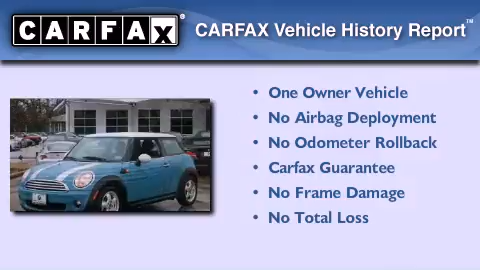 CARFAX® CARFAX Vehicle History Report™
• One Owner Vehicle
• No Airbag Deployment
• No Odometer Rollback
• Carfax Guarantee
• No Frame Damage
• No Total Loss